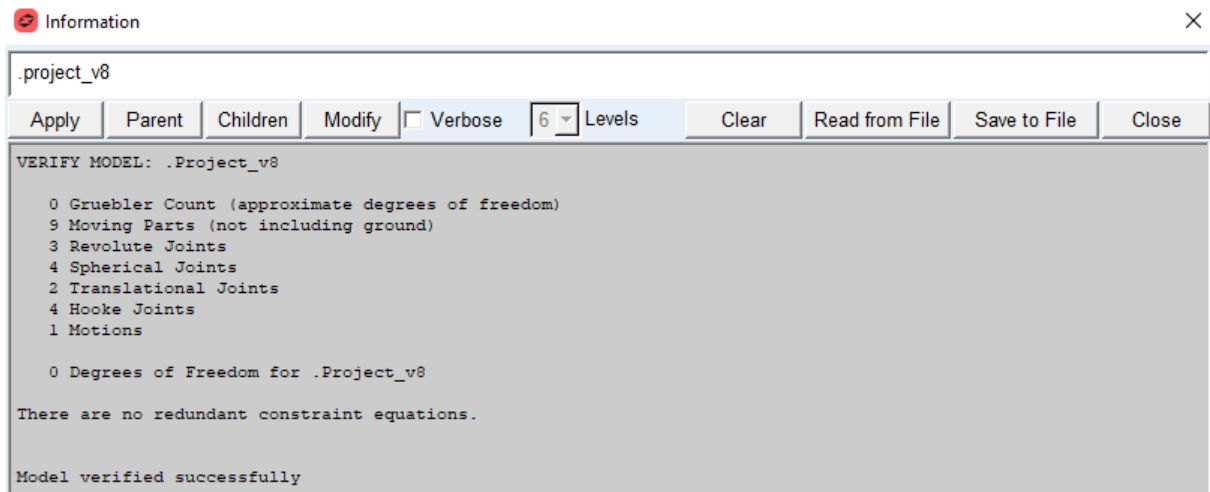 Information
.project_v8
Apply Parent Children Modify Verbose 6 Levels Clear Read from File Save to File Close
VERIFY MODEL: .Project_v8
0 Gruebler Count (approximate degrees of freedom)
9 Moving Parts (not including ground)
3 Revolute Joints
4 Spherical Joints
2 Translational Joints
4 Hooke Joints
1 Motions
0 Degrees of Freedom for .Project_v8
There are no redundant constraint equations.
Model verified successfully